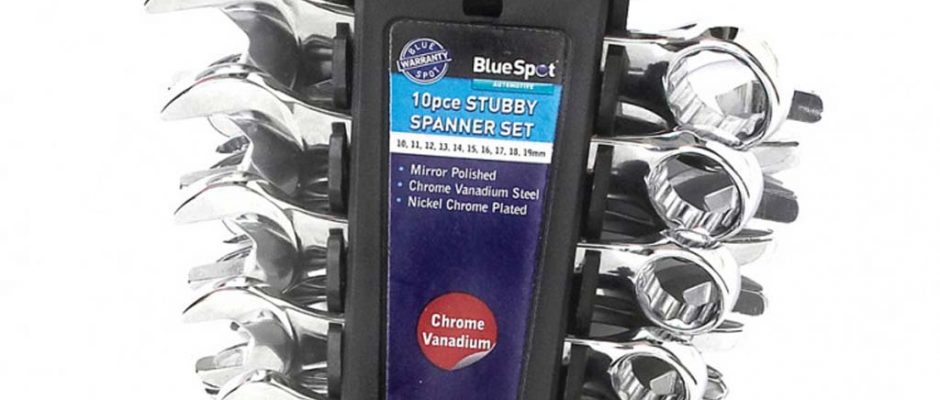 BLUE
WARRANTY
SPOT
BlueSpot
AUTOMOTIVE
10pce STUBBY
SPANNER SET
10, 11, 12, 13, 14, 15, 16, 17, 18, 19mm
• Mirror Polished
• Chrome Vanadium Steel
• Nickel Chrome Plated
Chrome
Vanadium